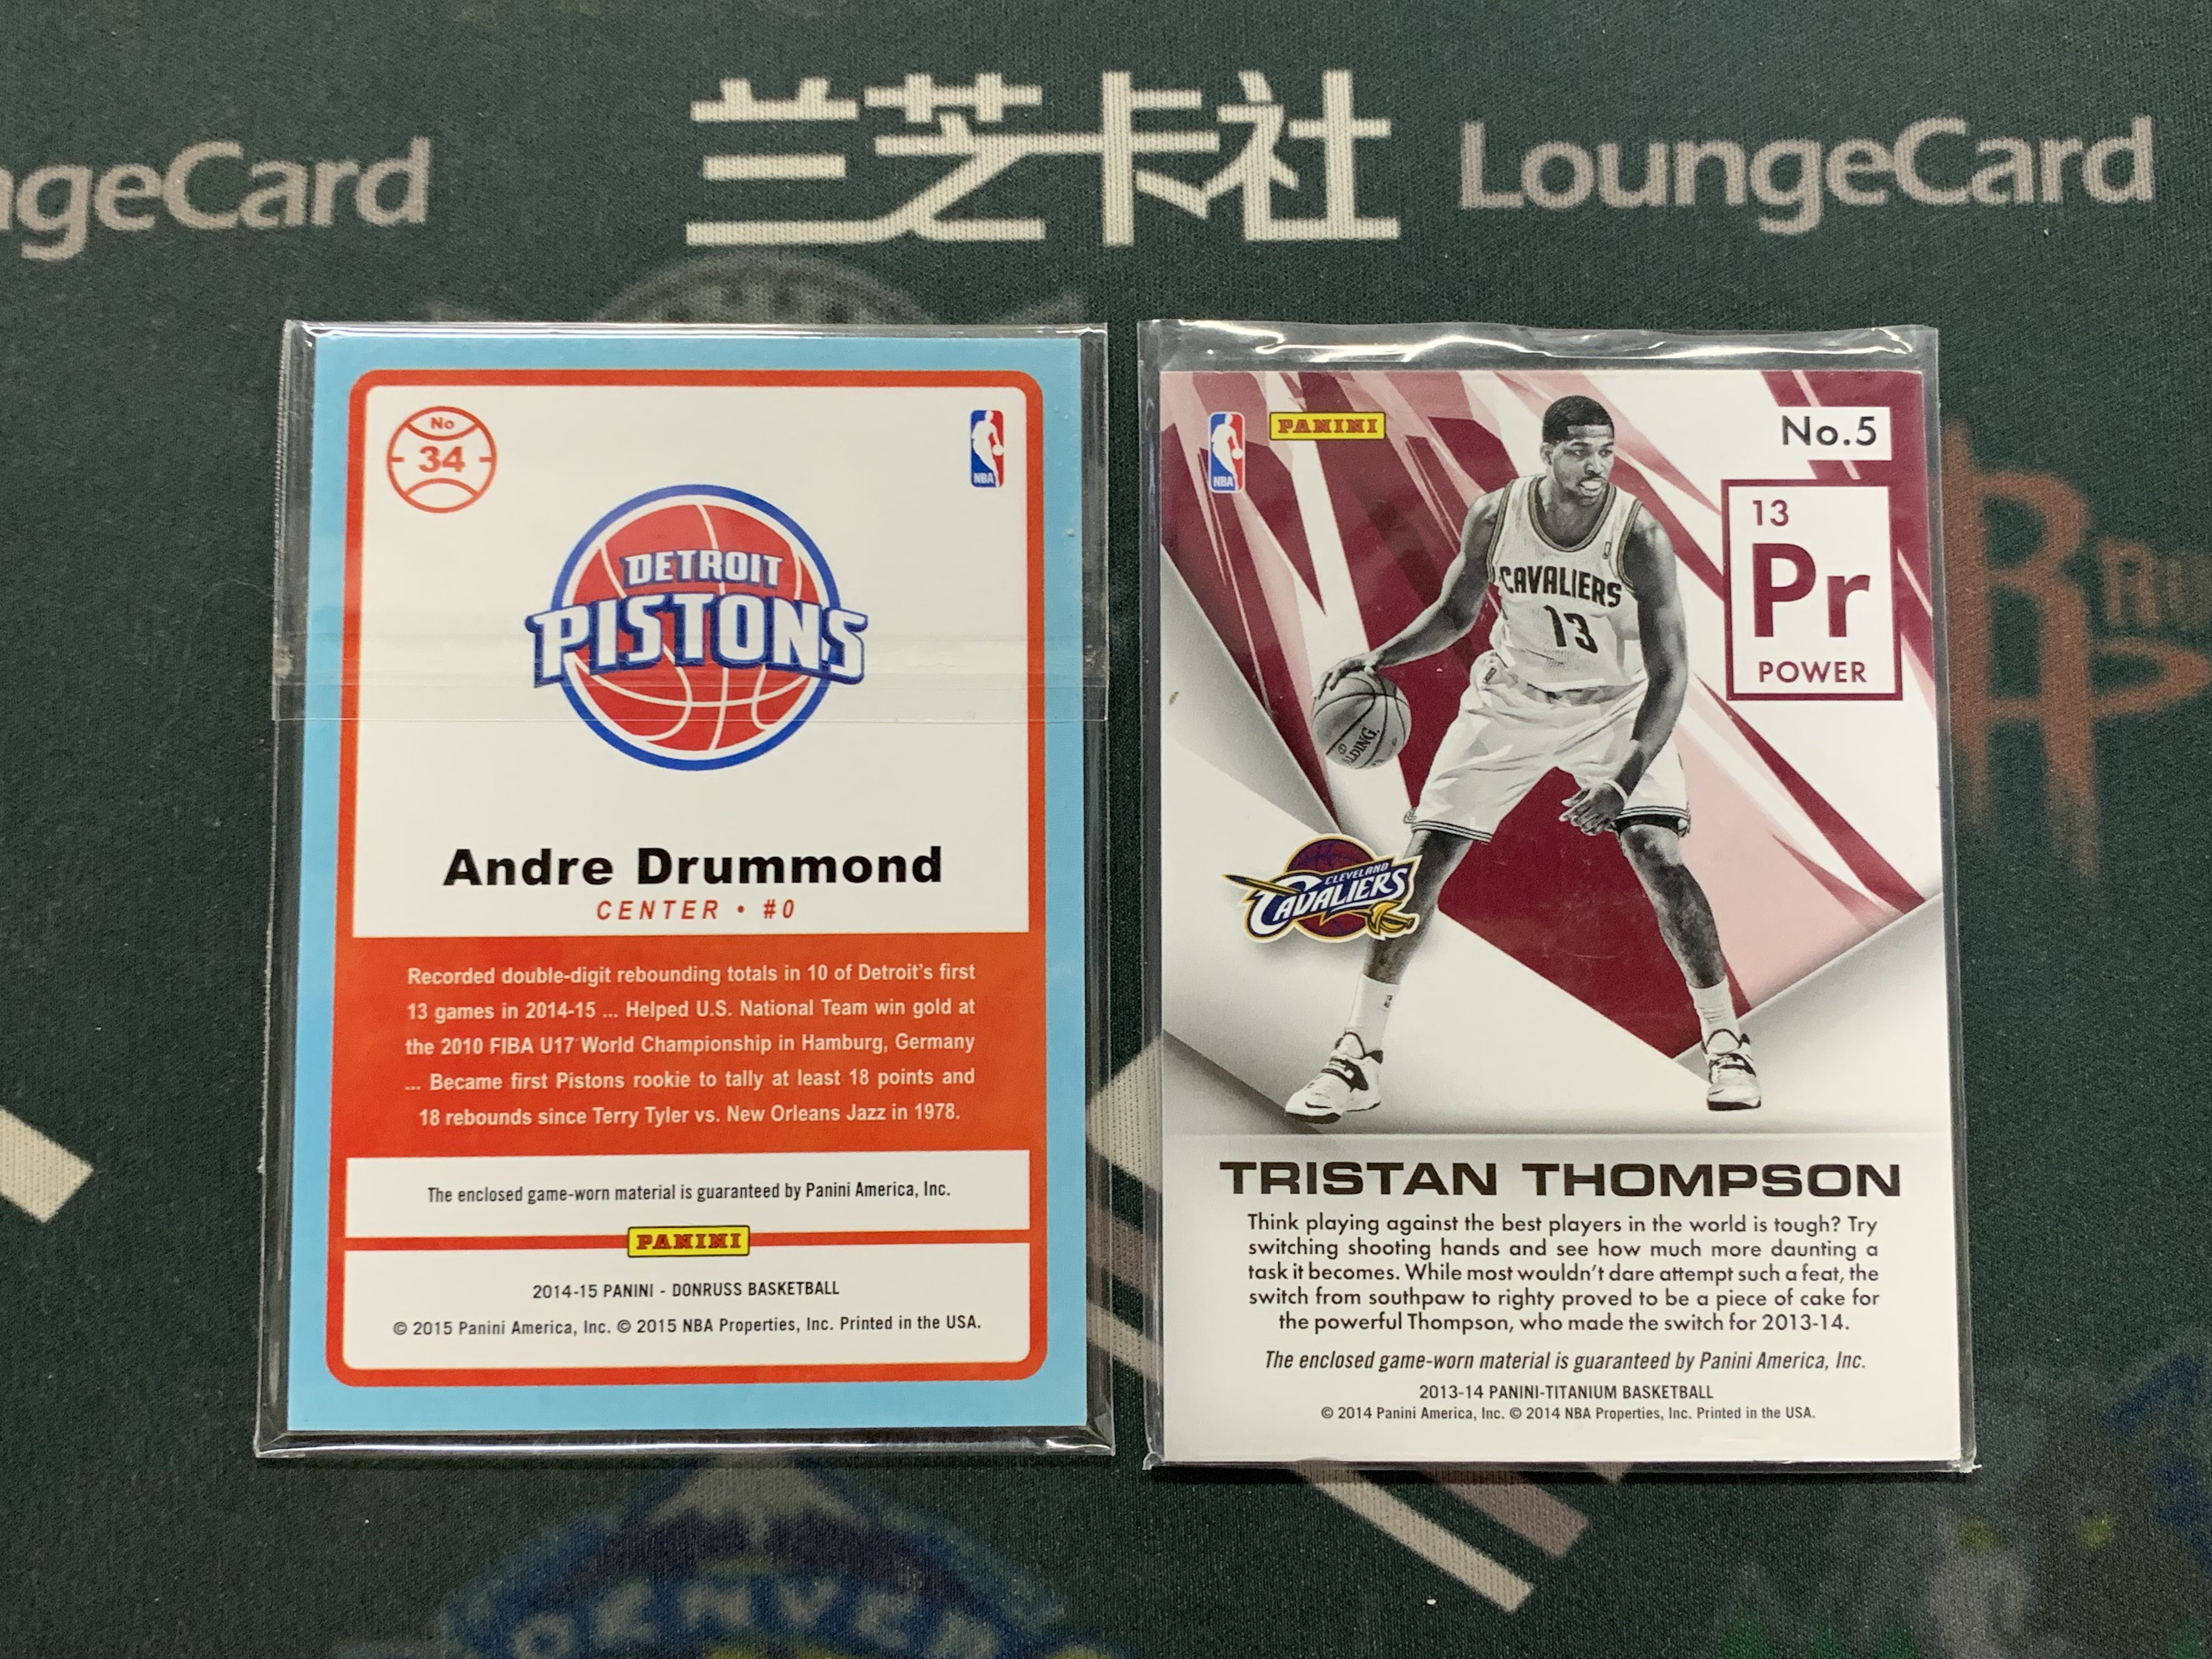 兰芝卡社
LoungeCard
ngeCard
No
34
NBA
DETROIT
PISTONS
Andre Drummond
CENTER • #0
Recorded double-digit rebounding totals in 10 of Detroit's first
13 games in 2014-15 ... Helped U.S. National Team win gold at
the 2010 FIBA U17 World Championship in Hamburg, Germany
... Became first Pistons rookie to tally at least 18 points and
18 rebounds since Terry Tyler vs. New Orleans Jazz in 1978.
The enclosed game-worn material is guaranteed by Panini America, Inc.
PANINI
2014-15 PANINI - DONRUSS BASKETBALL
© 2015 Panini America, Inc. © 2015 NBA Properties, Inc. Printed in the USA.
NBA
PANINI
No.5
13
Pr
POWER
CAVALIERS
13
CLEVELAND
CAVALIERS
TRISTAN THOMPSON
Think playing against the best players in the world is tough? Try
switching shooting hands and see how much more daunting a
task it becomes. While most wouldn't dare attempt such a feat, the
switch from southpaw to righty proved to be a piece of cake for
the powerful Thompson, who made the switch for 2013-14.
The enclosed game-worn material is guaranteed by Panini America, Inc.
2013-14 PANINI-TITANIUM BASKETBALL
© 2014 Panini America, Inc. © 2014 NBA Properties, Inc. Printed in the USA.
DENVER